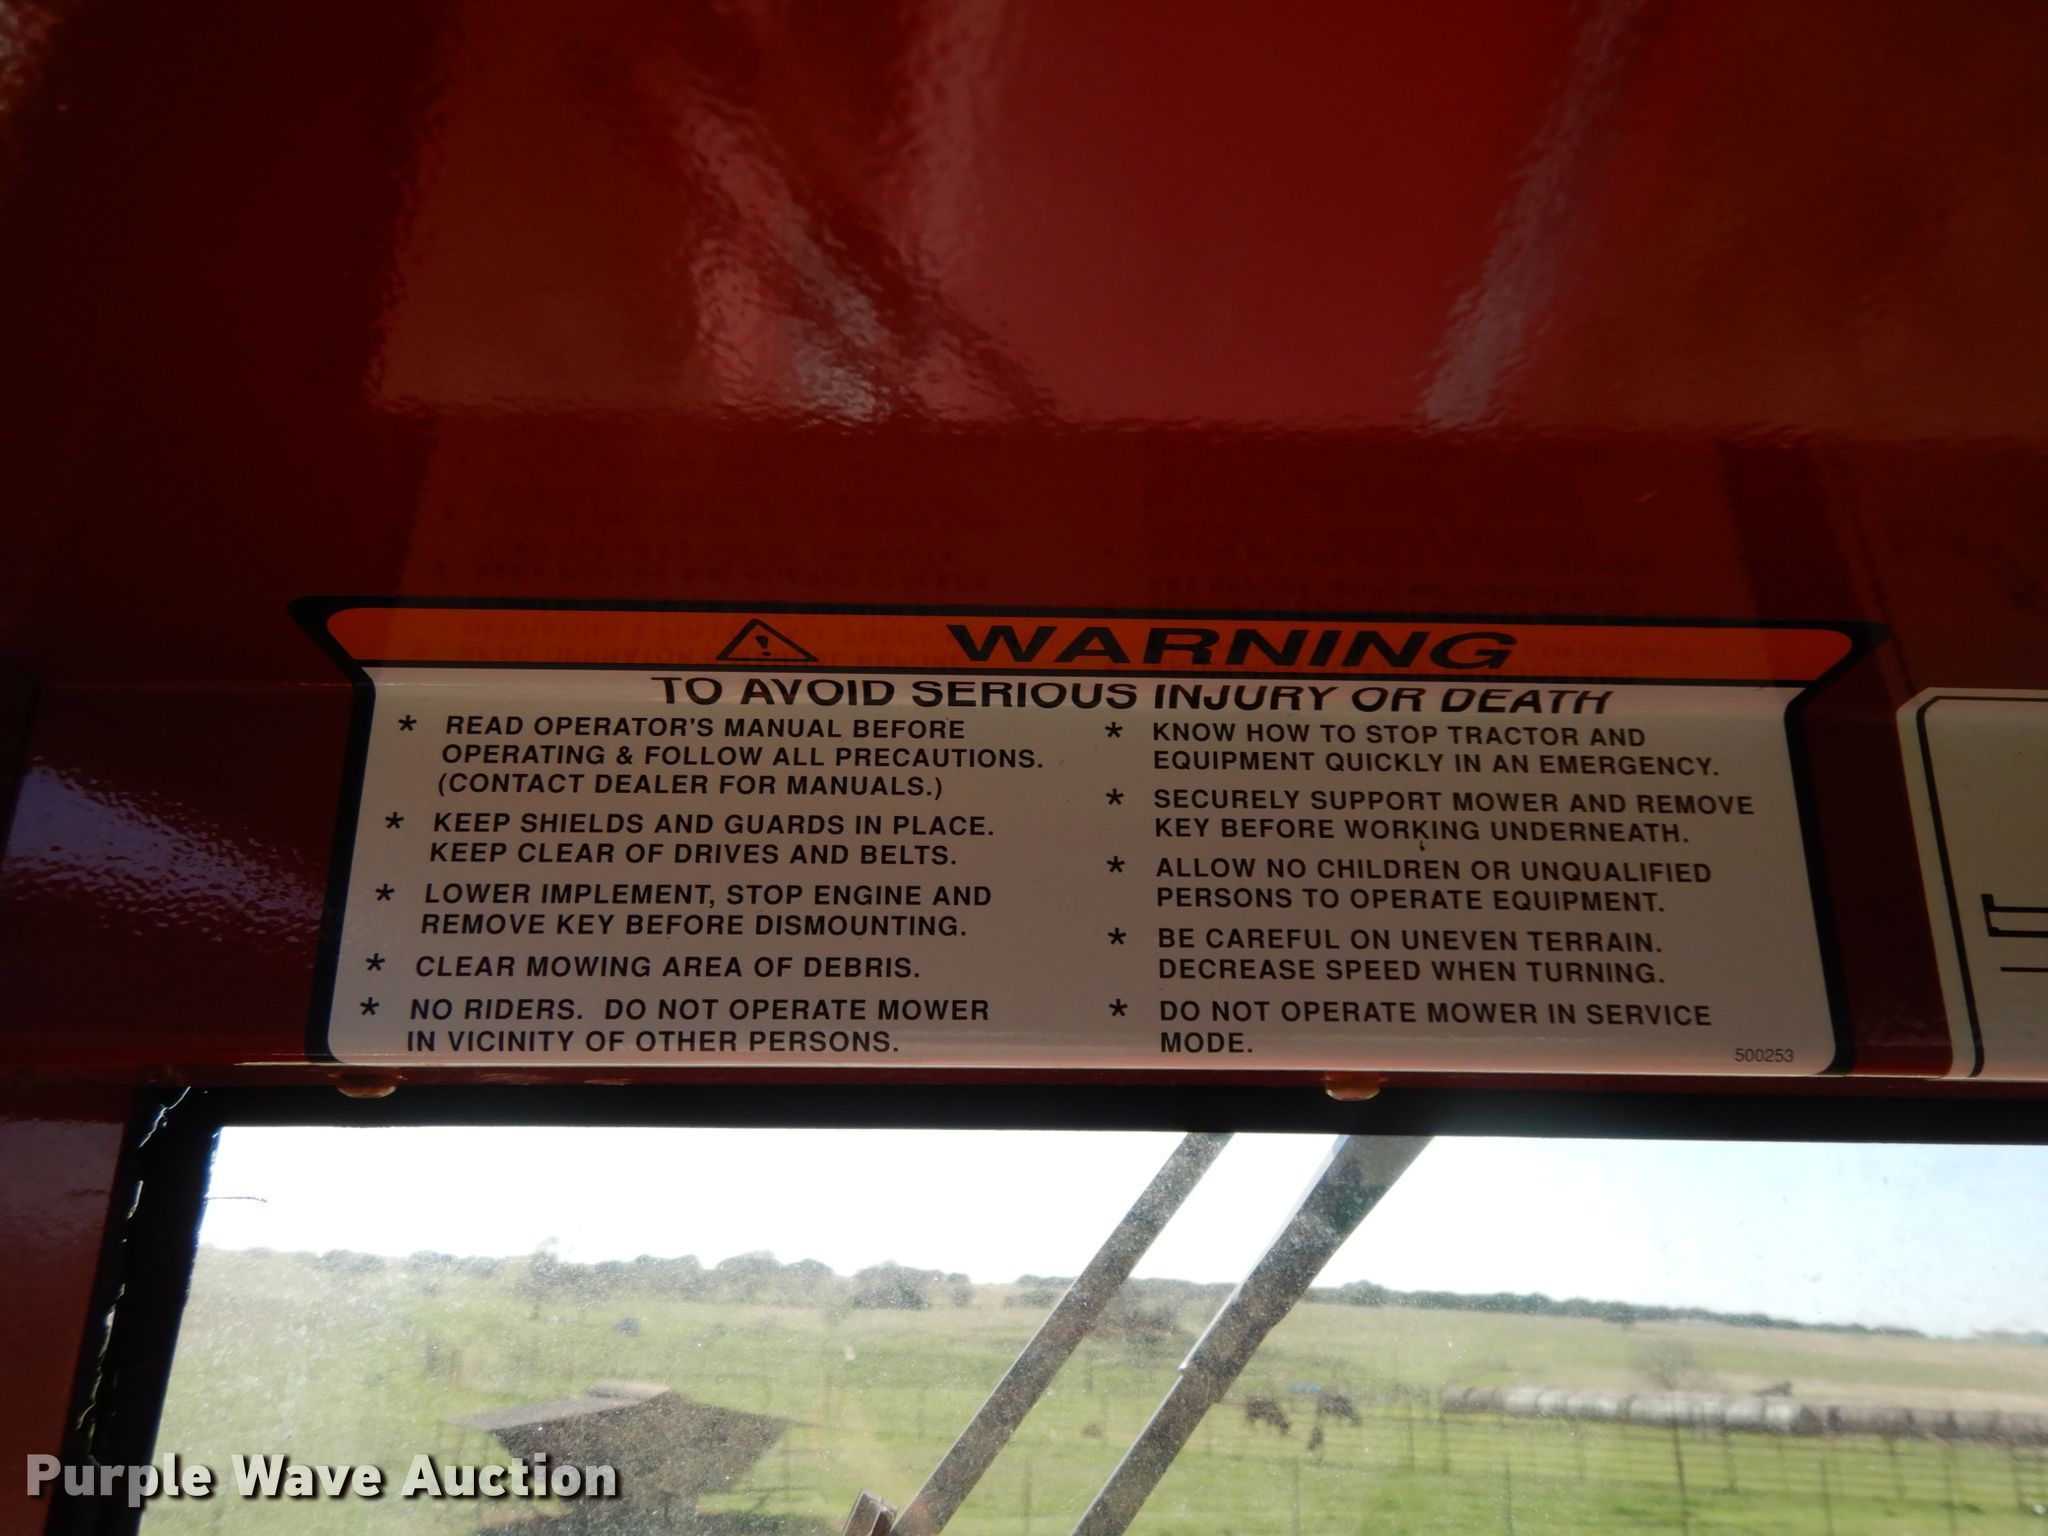 WARNING
TO AVOID SERIOUS INJURY OR DEATH
* READ OPERATOR'S MANUAL BEFORE
OPERATING & FOLLOW ALL PRECAUTIONS.
(CONTACT DEALER FOR MANUALS.)
* KEEP SHIELDS AND GUARDS IN PLACE.
KEEP CLEAR OF DRIVES AND BELTS.
* LOWER IMPLEMENT, STOP ENGINE AND
REMOVE KEY BEFORE DISMOUNTING.
* CLEAR MOWING AREA OF DEBRIS.
* NO RIDERS. DO NOT OPERATE MOWER
IN VICINITY OF OTHER PERSONS.
* KNOW HOW TO STOP TRACTOR AND
EQUIPMENT QUICKLY IN AN EMERGENCY.
* SECURELY SUPPORT MOWER AND REMOVE
KEY BEFORE WORKING UNDERNEATH.
* ALLOW NO CHILDREN OR UNQUALIFIED
PERSONS TO OPERATE EQUIPMENT.
* BE CAREFUL ON UNEVEN TERRAIN.
DECREASE SPEED WHEN TURNING.
* DO NOT OPERATE MOWER IN SERVICE
MODE.
500253
Purple Wave Auction